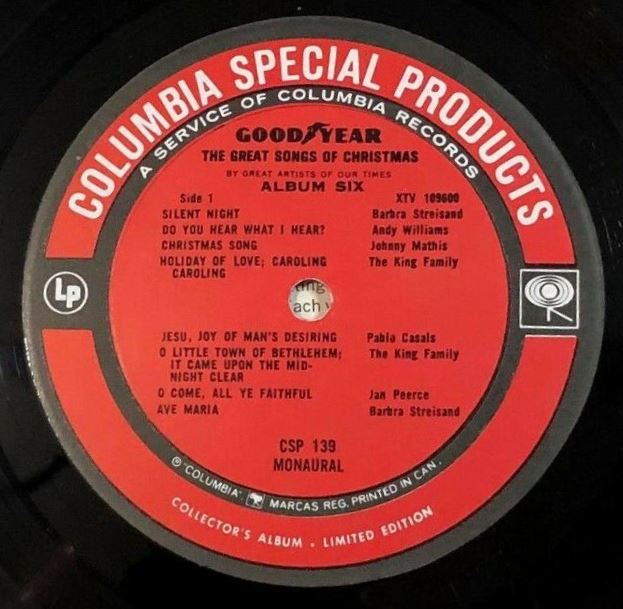 COLUMBIA SPECIAL PRODUCTS
A SERVICE OF COLUMBIA RECORDS
GOODYEAR
THE GREAT SONGS OF CHRISTMAS
BY GREAT ARTISTS OF OUR TIMES
ALBUM SIX
Side 1 XTV 109600
SILENT NIGHT Barbra Streisand
DO YOU HEAR WHAT I HEAR? Andy Williams
CHRISTMAS SONG Johnny Mathis
HOLIDAY OF LOVE; CAROLING The King Family
CAROLING
LP
ach
JESU, JOY OF MAN'S DESIRING Pablo Casals
O LITTLE TOWN OF BETHLEHEM; The King Family
IT CAME UPON THE MID-
NIGHT CLEAR
O COME, ALL YE FAITHFUL Jan Peerce
AVE MARIA Barbra Streisand
CSP 139
MONAURAL
® "COLUMBIA", MARCAS REG. PRINTED IN CAN.
COLLECTOR'S ALBUM • LIMITED EDITION